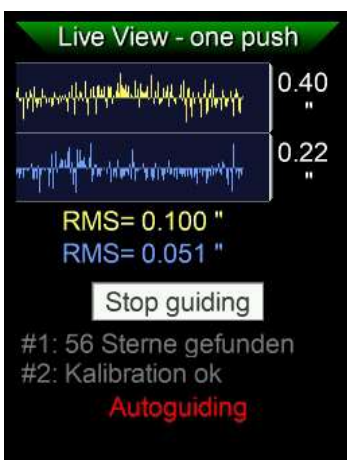 Live View - one push
0.40
"
0.22
"
RMS= 0.100 "
RMS= 0.051 "
Stop guiding
#1: 56 Sterne gefunden
#2: Kalibration ok
Autoguiding